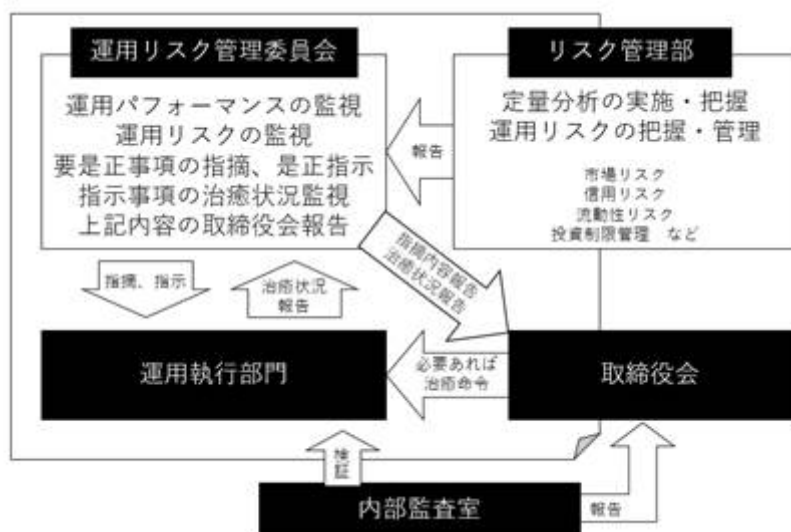 運用リスク管理委員会
運用パフォーマンスの監視
運用リスクの監視
要是正事項の指摘、是正指示
指示事項の治癒状況監視
上記内容の取締役会報告
リスク管理部
定量分析の実施・把握
運用リスクの把握・管理
市場リスク
信用リスク
流動性リスク
投資制限管理 など
報告
指摘内容報告
治癒状況報告
指摘、指示
治癒状況
報告
運用執行部門
必要あれば
治癒命令
取締役会
検証
内部監査室
報告